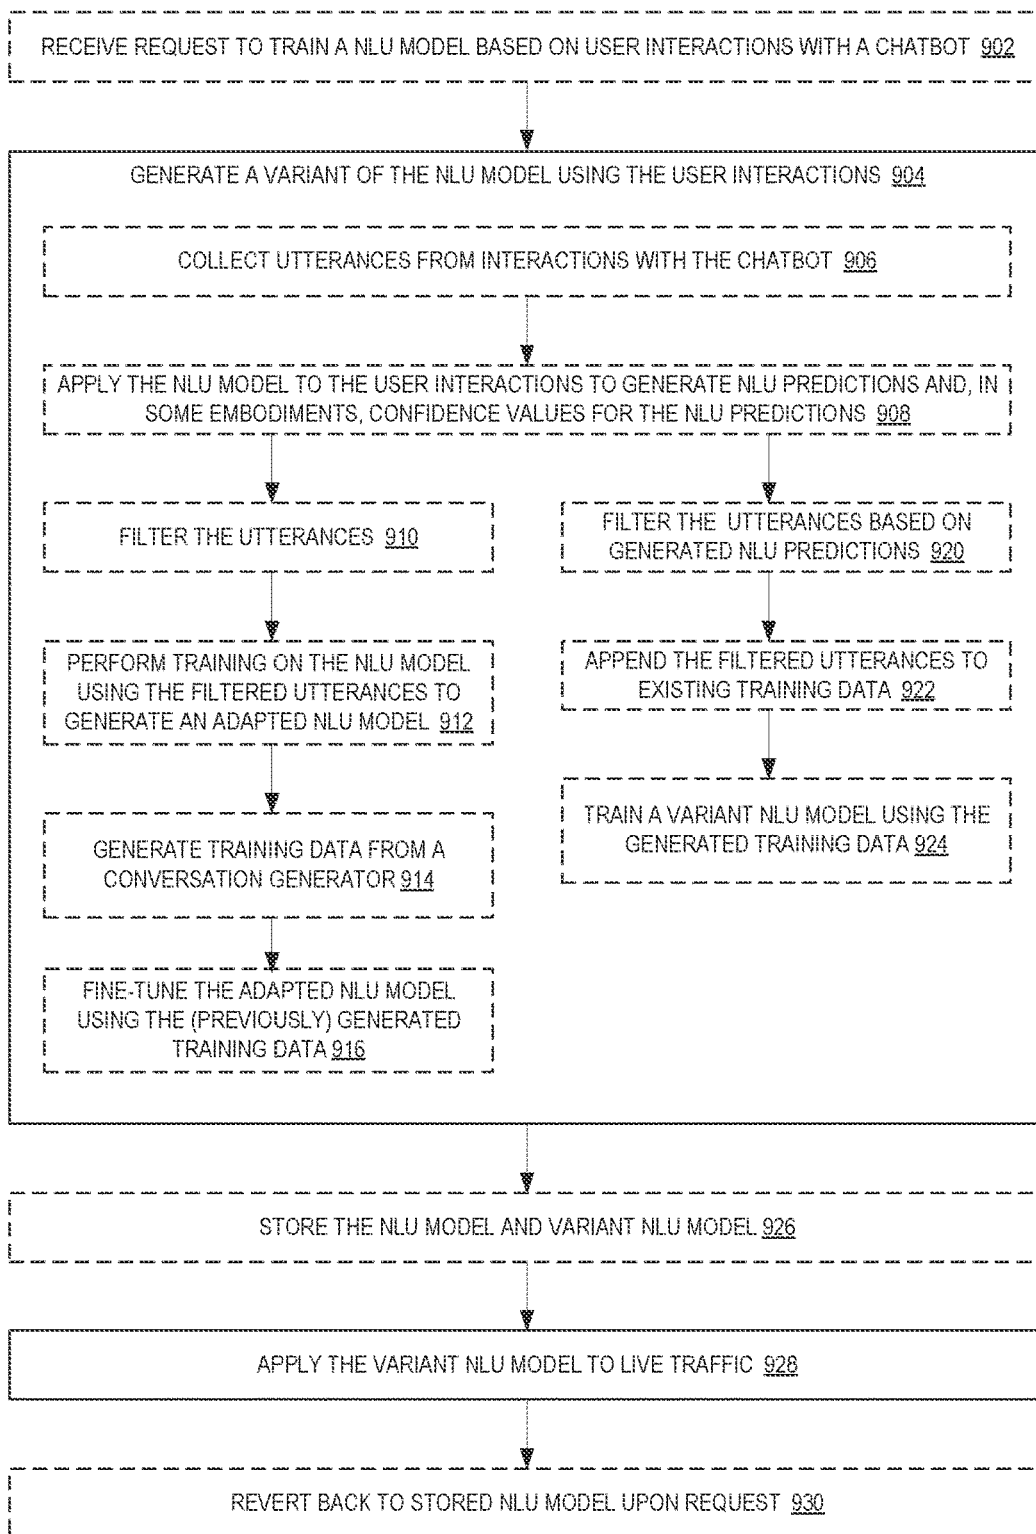 RECEIVE REQUEST TO TRAIN A NLU MODEL BASED ON USER INTERACTIONS WITH A CHATBOT 902
GENERATE A VARIANT OF THE NLU MODEL USING THE USER INTERACTIONS 904
COLLECT UTTERANCES FROM INTERACTIONS WITH THE CHATBOT 906
APPLY THE NLU MODEL TO THE USER INTERACTIONS TO GENERATE NLU PREDICTIONS AND, IN
SOME EMBODIMENTS, CONFIDENCE VALUES FOR THE NLU PREDICTIONS 908
FILTER THE UTTERANCES 910
PERFORM TRAINING ON THE NLU MODEL
USING THE FILTERED UTTERANCES TO
GENERATE AN ADAPTED NLU MODEL 912
GENERATE TRAINING DATA FROM A
CONVERSATION GENERATOR 914
FINE-TUNE THE ADAPTED NLU MODEL
USING THE (PREVIOUSLY) GENERATED
TRAINING DATA 916
FILTER THE UTTERANCES BASED ON
GENERATED NLU PREDICTIONS 920
APPEND THE FILTERED UTTERANCES TO
EXISTING TRAINING DATA 922
TRAIN A VARIANT NLU MODEL USING THE
GENERATED TRAINING DATA 924
STORE THE NLU MODEL AND VARIANT NLU MODEL 926
APPLY THE VARIANT NLU MODEL TO LIVE TRAFFIC 928
REVERT BACK TO STORED NLU MODEL UPON REQUEST 930